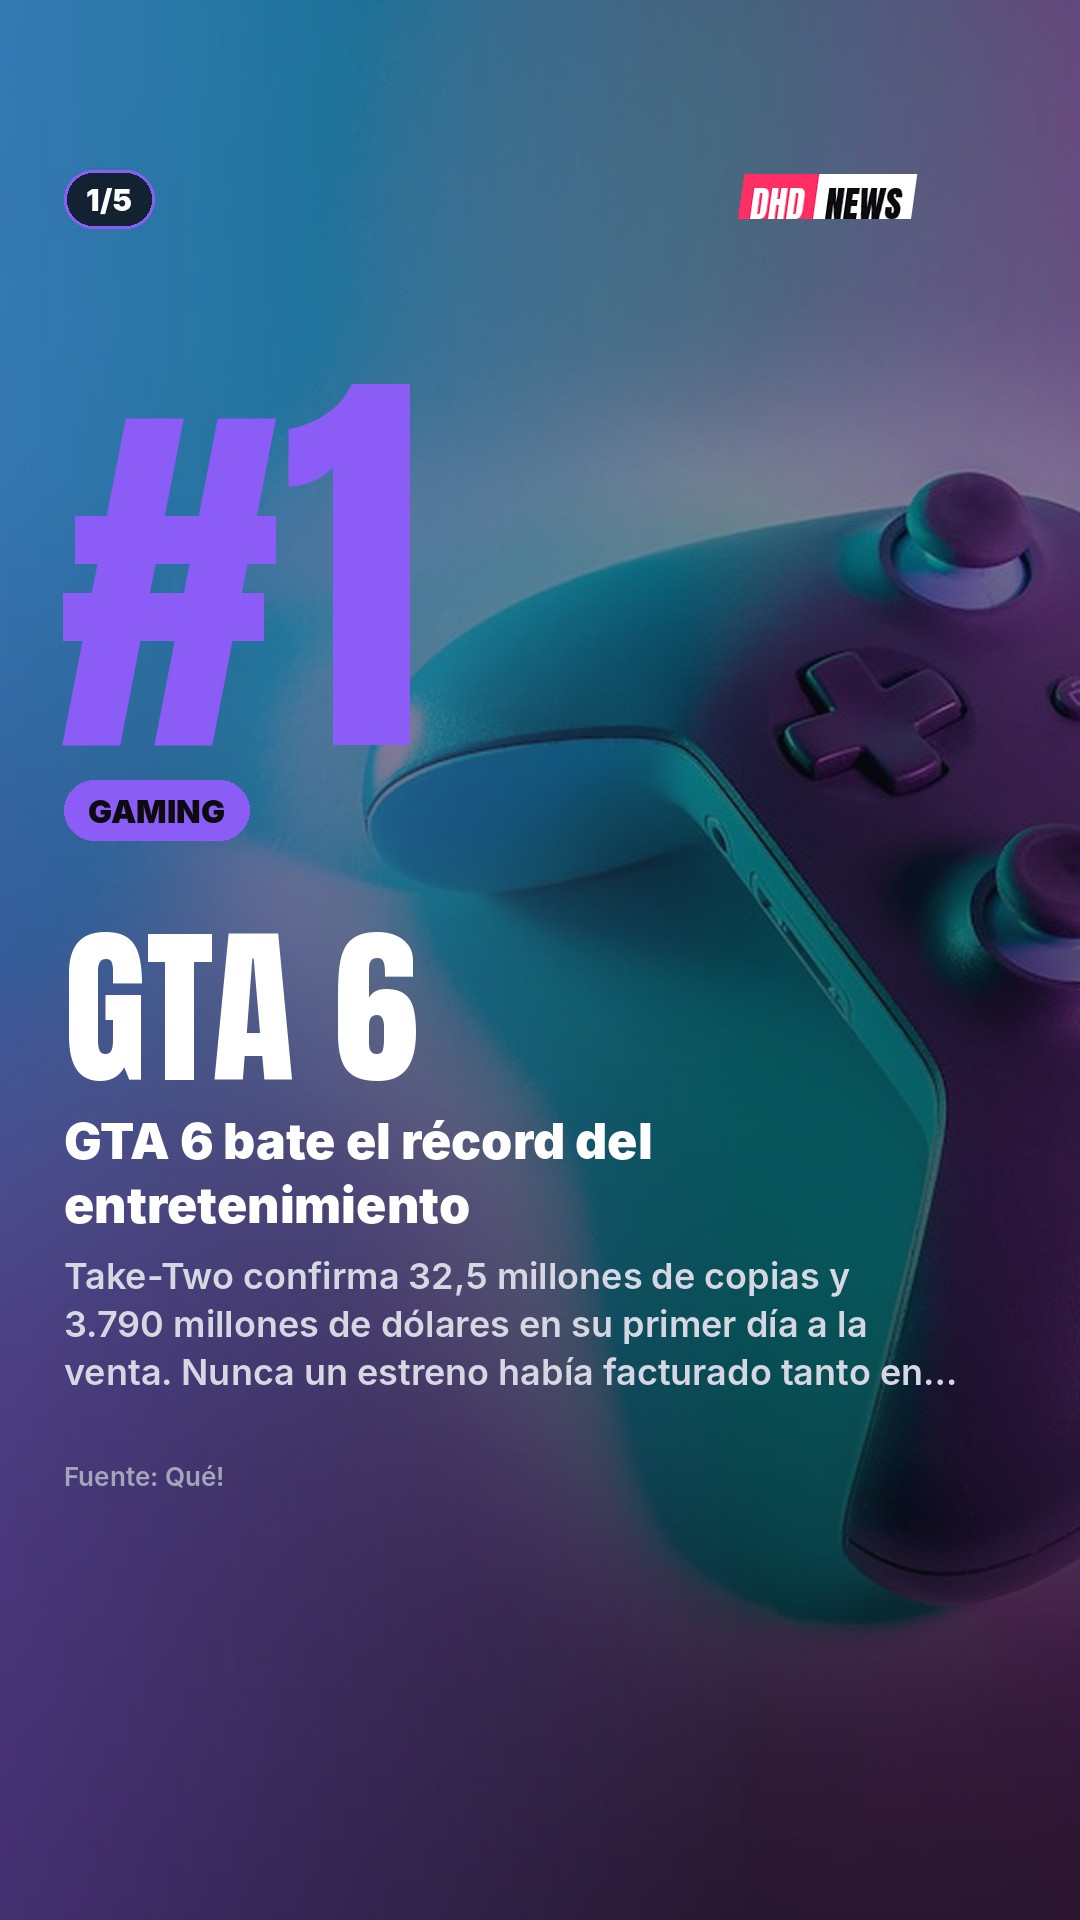 1/5
DHD NEWS
#1
GAMING
GTA 6
GTA 6 bate el récord del
entretenimiento
Take-Two confirma 32,5 millones de copias y
3.790 millones de dólares en su primer día a la
venta. Nunca un estreno había facturado tanto en...
Fuente: Qué!